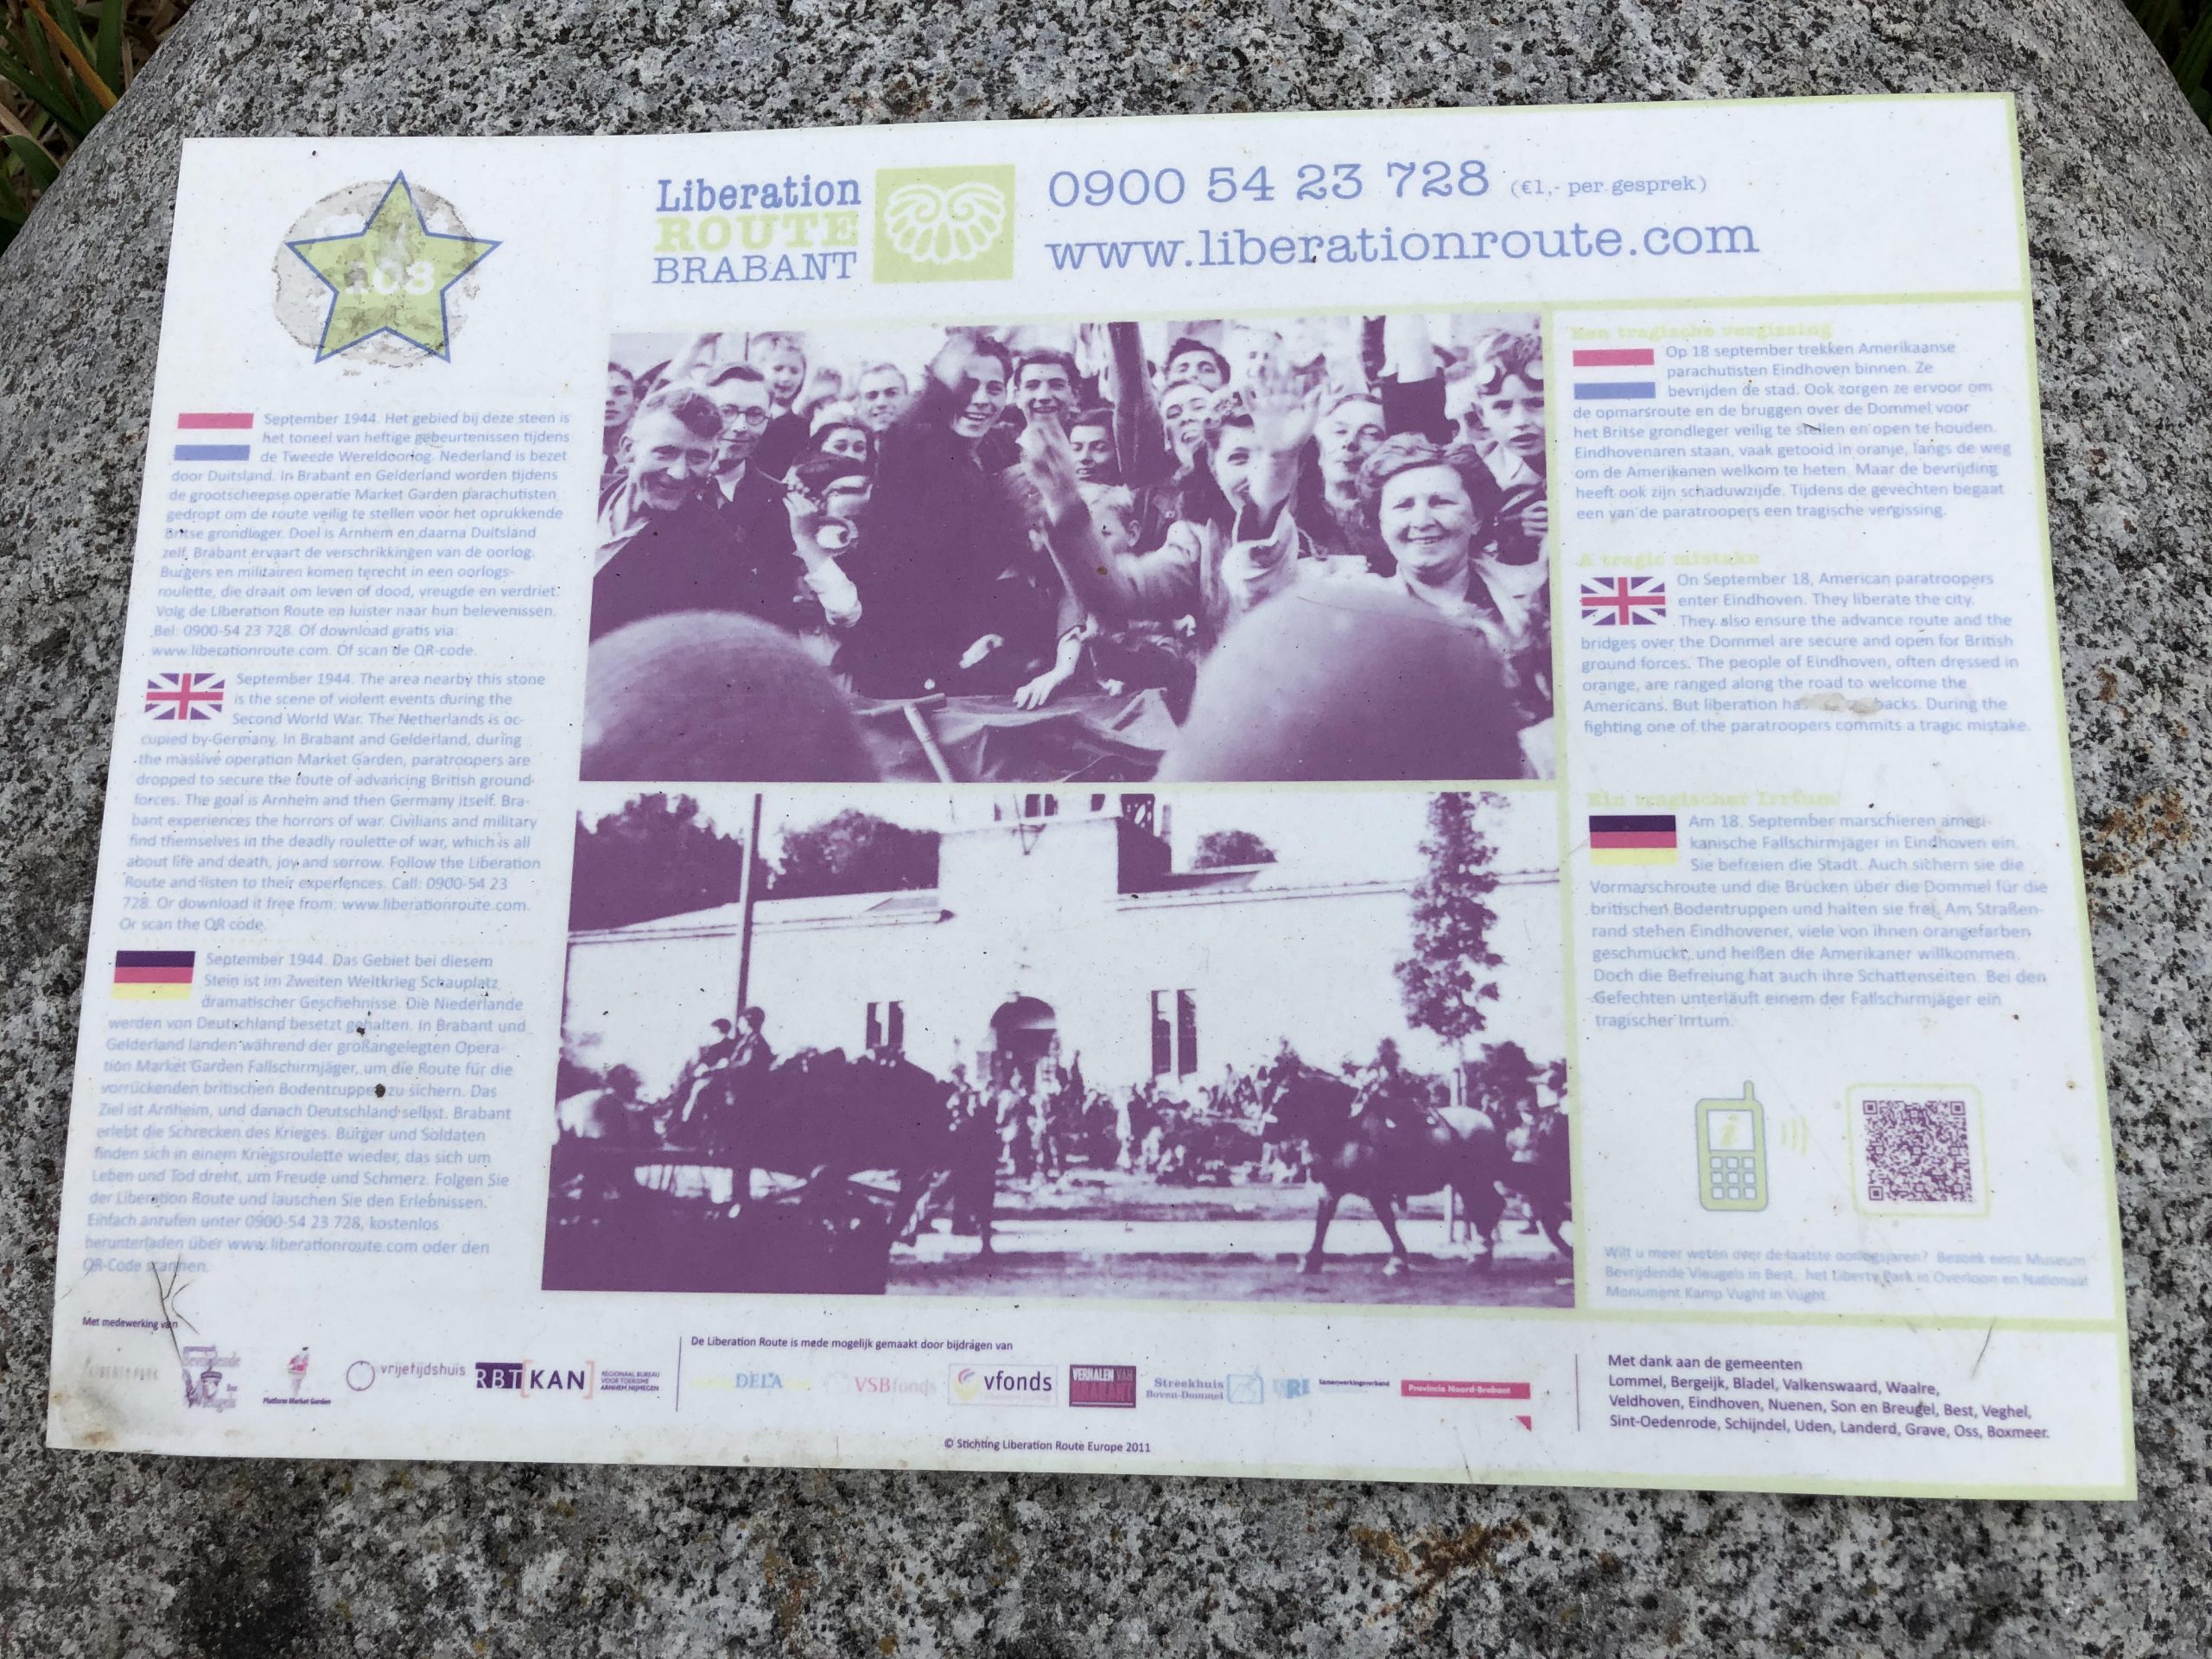 Liberation
ROUTE
BRABANT
0900 54 23 728 (€1,- per gesprek)
www.liberationroute.com
September 1944. Het gebied bij deze steen is
het toneel van heftige gebeurtenissen tijdens
de Tweede Wereldoorlog. Nederland is bezet
door Duitsland. In Brabant en Gelderland worden tijdens
de grootscheepse operatie Market Garden parachutisten
gedropt om de route veilig te stellen voor het oprukkende
Britse grondleger. Doel is Arnhem en daarna Duitsland
zelf. Brabant ervaart de verschrikkingen van de oorlog.
Burgers en militairen komen terecht in een oorlogs-
roulette, die draait om leven of dood, vreugde en verdriet.
Volg de Liberation Route en luister naar hun belevenissen.
Bel: 0900-54 23 728. Of download gratis via:
www.liberationroute.com. Of scan de QR-code.
September 1944. The area nearby this stone
is the scene of violent events during the
Second World War. The Netherlands is oc-
cupied by Germany. In Brabant and Gelderland, during
the massive operation Market Garden, paratroopers are
dropped to secure the route of advancing British ground-
forces. The goal is Arnhem and then Germany itself. Bra-
bant experiences the horrors of war. Civilians and military
find themselves in the deadly roulette of war, which is all
about life and death, joy and sorrow. Follow the Liberation
Route and listen to their experiences. Call: 0900-54 23
728. Or download it free from: www.liberationroute.com.
Or scan the QR code.
September 1944. Das Gebiet bei diesem
Stein ist im Zweiten Weltkrieg Schauplatz
dramatischer Geschehnisse. Die Niederlande
werden von Deutschland besetzt gehalten. In Brabant und
Gelderland landen während der großangelegten Opera-
tion Market Garden Fallschirmjäger, um die Route für die
vorrückenden britischen Bodentruppen zu sichern. Das
Ziel ist Arnheim, und danach Deutschland selbst. Brabant
erlebt die Schrecken des Krieges. Bürger und Soldaten
finden sich in einem Kriegsroulette wieder, das sich um
Leben und Tod dreht, um Freude und Schmerz. Folgen Sie
der Liberation Route und lauschen Sie den Erlebnissen.
Einfach anrufen unter 0900-54 23 728, kostenlos
herunterladen über www.liberationroute.com oder den
QR-Code scannen.
Een tragische vergissing
Op 18 september trekken Amerikaanse
parachutisten Eindhoven binnen. Ze
bevrijden de stad. Ook zorgen ze ervoor om
de opmarsroute en de bruggen over de Dommel voor
het Britse grondleger veilig te stellen en open te houden.
Eindhovenaren staan, vaak getooid in oranje, langs de weg
om de Amerikanen welkom te heten. Maar de bevrijding
heeft ook zijn schaduwzijde. Tijdens de gevechten begaat
een van de paratroopers een tragische vergissing.
A tragic mistake
On September 18, American paratroopers
enter Eindhoven. They liberate the city.
They also ensure the advance route and the
bridges over the Dommel are secure and open for British
ground forces. The people of Eindhoven, often dressed in
orange, are ranged along the road to welcome the
Americans. But liberation has backs. During the
fighting one of the paratroopers commits a tragic mistake.
Ein tragischer Irrtum
Am 18. September marschieren ameri-
kanische Fallschirmjäger in Eindhoven ein.
Sie befreien die Stadt. Auch sichern sie die
Vormarschroute und die Brücken über die Dommel für die
britischen Bodentruppen und halten sie frei. Am Straßen-
rand stehen Eindhovener, viele von ihnen orangefarben
geschmückt, und heißen die Amerikaner willkommen.
Doch die Befreiung hat auch ihre Schattenseiten. Bei den
Gefechten unterläuft einem der Fallschirmjäger ein
tragischer Irrtum.
Wilt u meer weten over de laatste oorlogsjaren? Bezoek eens Museum
Bevrijdende Vleugels in Best, het Liberty Park in Overloon en Nationaal
Monument Kamp Vught in Vught.
Met medewerking van
LIBERTY PARK
Bevrijdende
Vleugels
Platform Market Garden
vrijetijdshuis
RBT KAN
REGIONAAL BUREAU
VOOR TOERISME
ARNHEM NIJMEGEN
De Liberation Route is mede mogelijk gemaakt door bijdragen van
DELA
VSBfonds
vfonds
VERHALEN VAN
BRABANT
Streekhuis
Boven-Dommel
SRE
Samenwerkingsverband
Provincie Noord-Brabant
Met dank aan de gemeenten
Lommel, Bergeijk, Bladel, Valkenswaard, Waalre,
Veldhoven, Eindhoven, Nuenen, Son en Breugel, Best, Veghel,
Sint-Oedenrode, Schijndel, Uden, Landerd, Grave, Oss, Boxmeer.
© Stichting Liberation Route Europe 2011